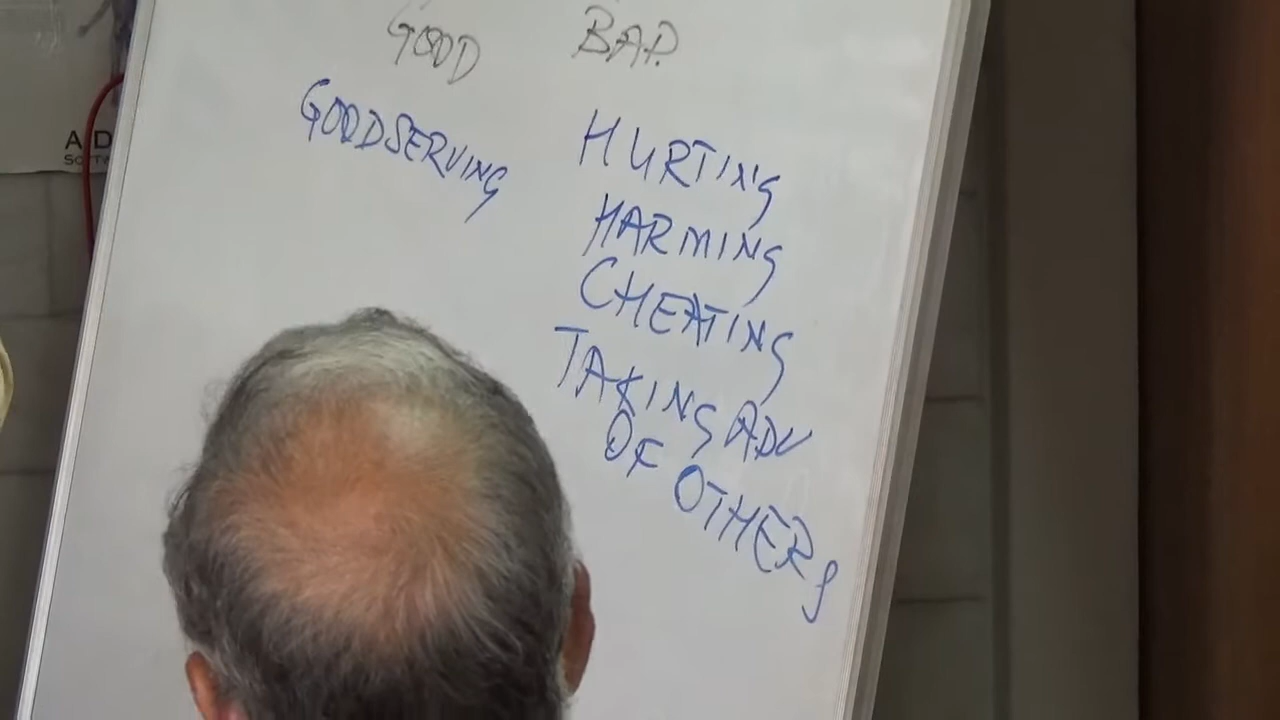 GOOD BAD
GOODSERVING
HURTING
HARMING
CHEATING
TAKING ADV
OF OTHERS